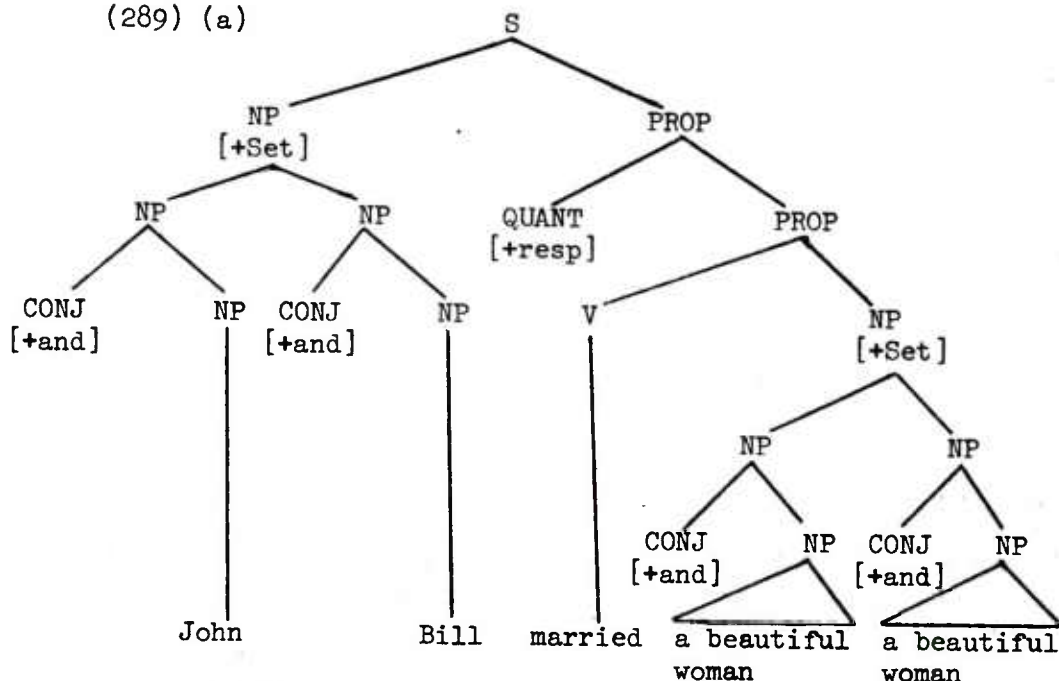 (289) (a)
S
NP PROP
[+Set]
NP NP QUANT PROP
[+resp]
CONJ NP CONJ NP V NP
[+and] [+and] [+Set]
NP NP
CONJ NP CONJ NP
[+and] [+and]
John Bill married a beautiful a beautiful
woman woman